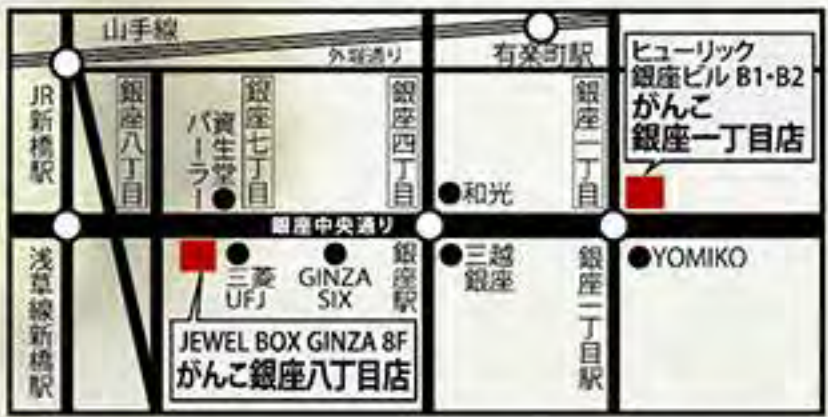 山手線
外堀通り
有楽町駅
JR新橋駅
銀座八丁目
資生堂
パーラー
銀座七丁目
銀座四丁目
銀座一丁目
ヒューリック
銀座ビル B1・B2
がんこ
銀座一丁目店
和光
銀座中央通り
浅草線新橋駅
三菱
UFJ
GINZA
SIX
銀座駅
三越
銀座
銀座一丁目駅
YOMIKO
JEWEL BOX GINZA 8F
がんこ銀座八丁目店